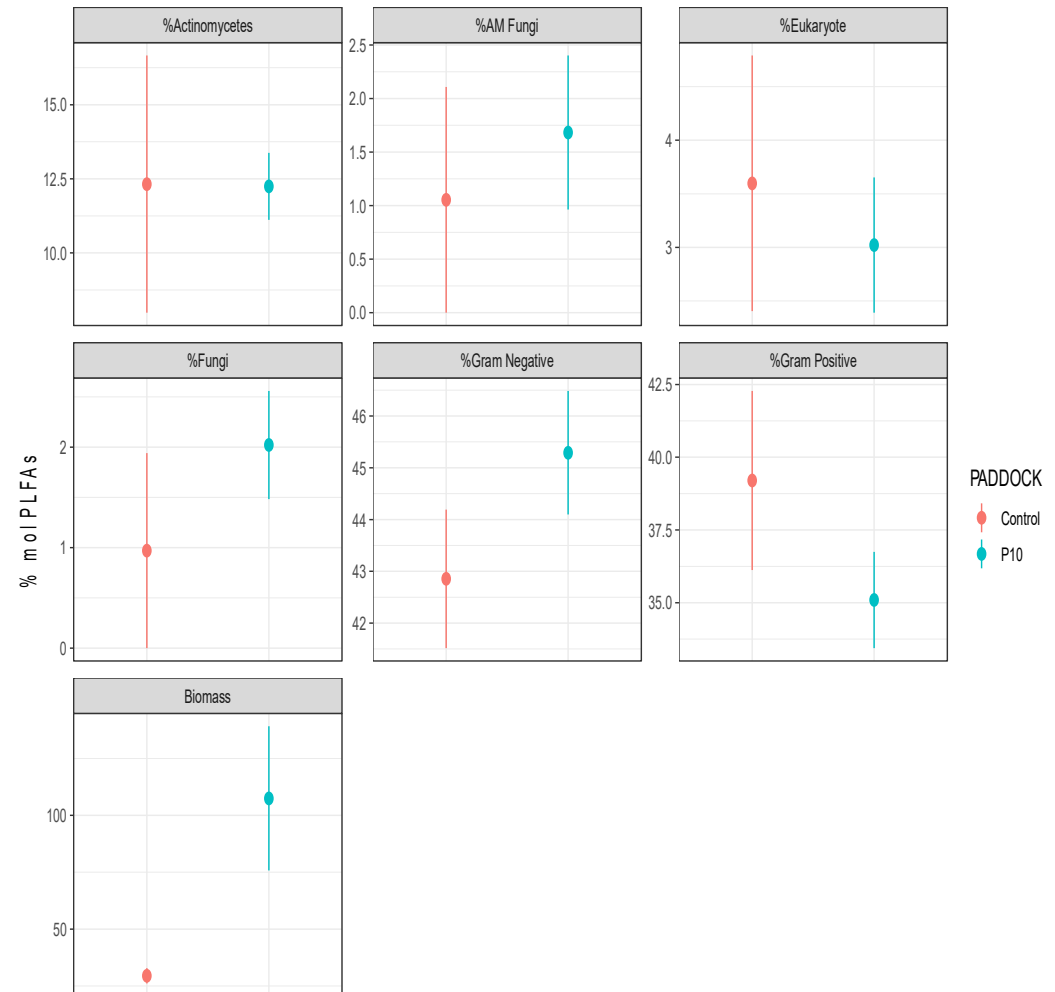 %Actinomycetes
%AM Fungi
%Eukaryote
15.0
12.5
10.0
2.5
2.0
1.5
1.0
0.5
0.0
4
3
%Fungi
%Gram Negative
%Gram Positive
2
1
0
46
45
44
43
42
42.5
40.0
37.5
35.0
% molPLFAs
PADDOCK
Control
P10
Biomass
100
50